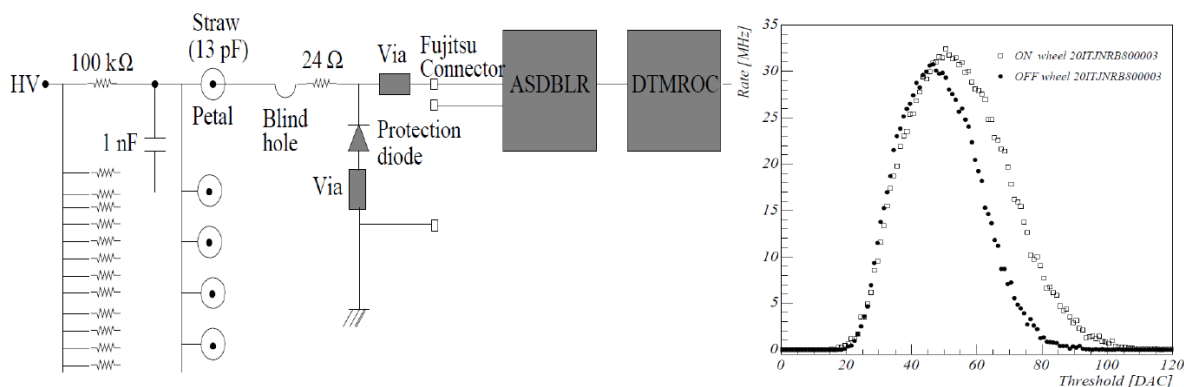 Straw
(13 pF)
100 kΩ
24 Ω
Via
Fujitsu
Connector
HV
ASDBLR
DTMROC
Petal
Blind
hole
1 nF
Protection
diode
Via
Rate [MHz]
35
30
25
20
15
10
5
0
ON wheel 20ITJNRB800003
OFF wheel 20ITJNRB800003
0 20 40 60 80 100 120
Threshold [DAC]